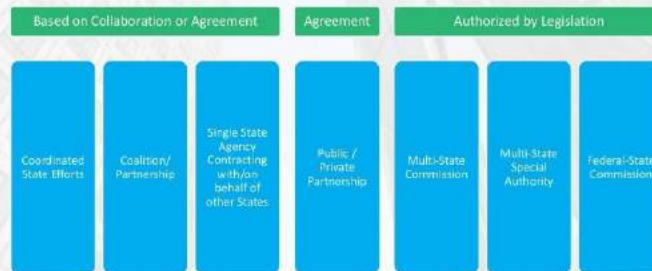 Based on Collaboration or Agreement
Agreement
Authorized by Legislation
Coordinated
State Efforts
Coalition/
Partnership
Single State
Agency
Contracting
with/on
behalf of
other States
Public /
Private
Partnership
Multi-State
Commission
Multi-State
Special
Authority
Federal-State
Commission